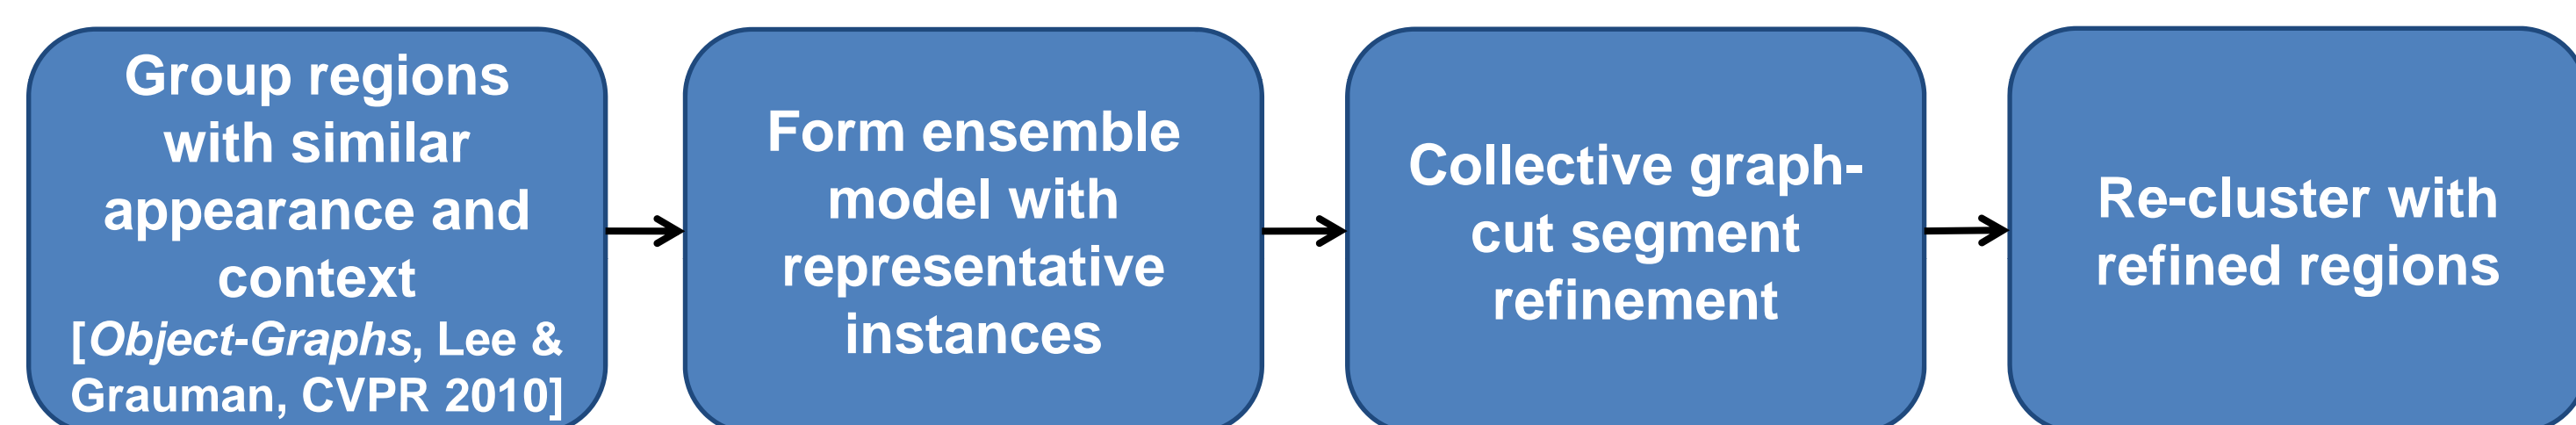 Group regions
with similar
appearance and
context
[Object-Graphs, Lee &
Grauman, CVPR 2010]
Form ensemble
model with
representative
instances
Collective graph-
cut segment
refinement
Re-cluster with
refined regions